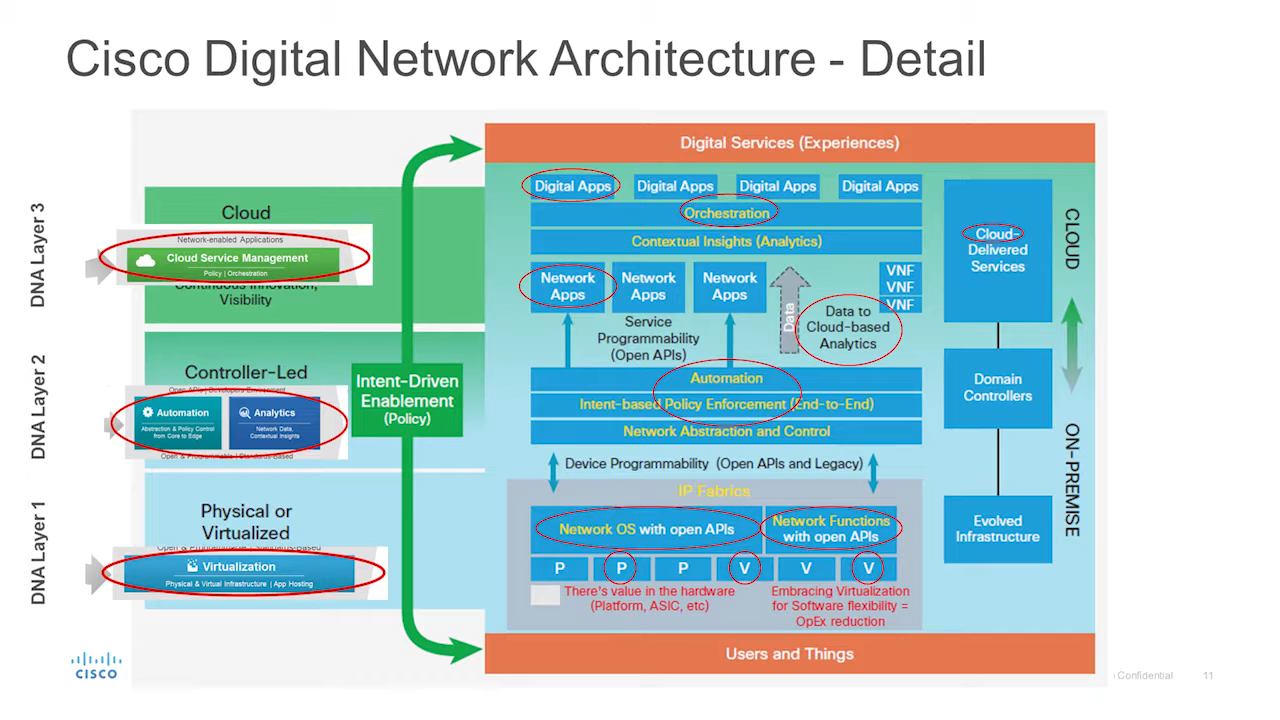 Cisco Digital Network Architecture - Detail
DNA Layer 3
Cloud
Network-enabled Applications
Cloud Service Management
Policy | Orchestration
Visibility
DNA Layer 2
Controller-Led
Automation
Abstraction & Policy Control
from Core to Edge
Analytics
Network Data,
Contextual Insights
DNA Layer 1
Physical or
Virtualized
Virtualization
Physical & Virtual Infrastructure | App Hosting
Intent-Driven
Enablement
(Policy)
Digital Services (Experiences)
Digital Apps
Digital Apps
Digital Apps
Digital Apps
Orchestration
Contextual Insights (Analytics)
Network
Apps
Network
Apps
Network
Apps
Data
VNF
VNF
VNF
Service
Programmability
(Open APIs)
Data to
Cloud-based
Analytics
Automation
Intent-based Policy Enforcement (End-to-End)
Network Abstraction and Control
Device Programmability (Open APIs and Legacy)
IP Fabrics
Network OS with open APIs
Network Functions
with open APIs
P
P
P
V
V
V
There's value in the hardware
(Platform, ASIC, etc)
Embracing Virtualization
for Software flexibility =
OpEx reduction
Users and Things
Cloud-
Delivered
Services
Domain
Controllers
Evolved
Infrastructure
CLOUD
ON-PREMISE
CISCO
Confidential
11